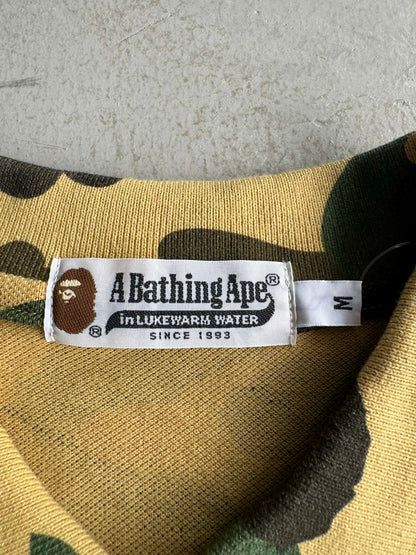 A Bathing Ape®
in LUKEWARM WATER
®
SINCE 1993
M